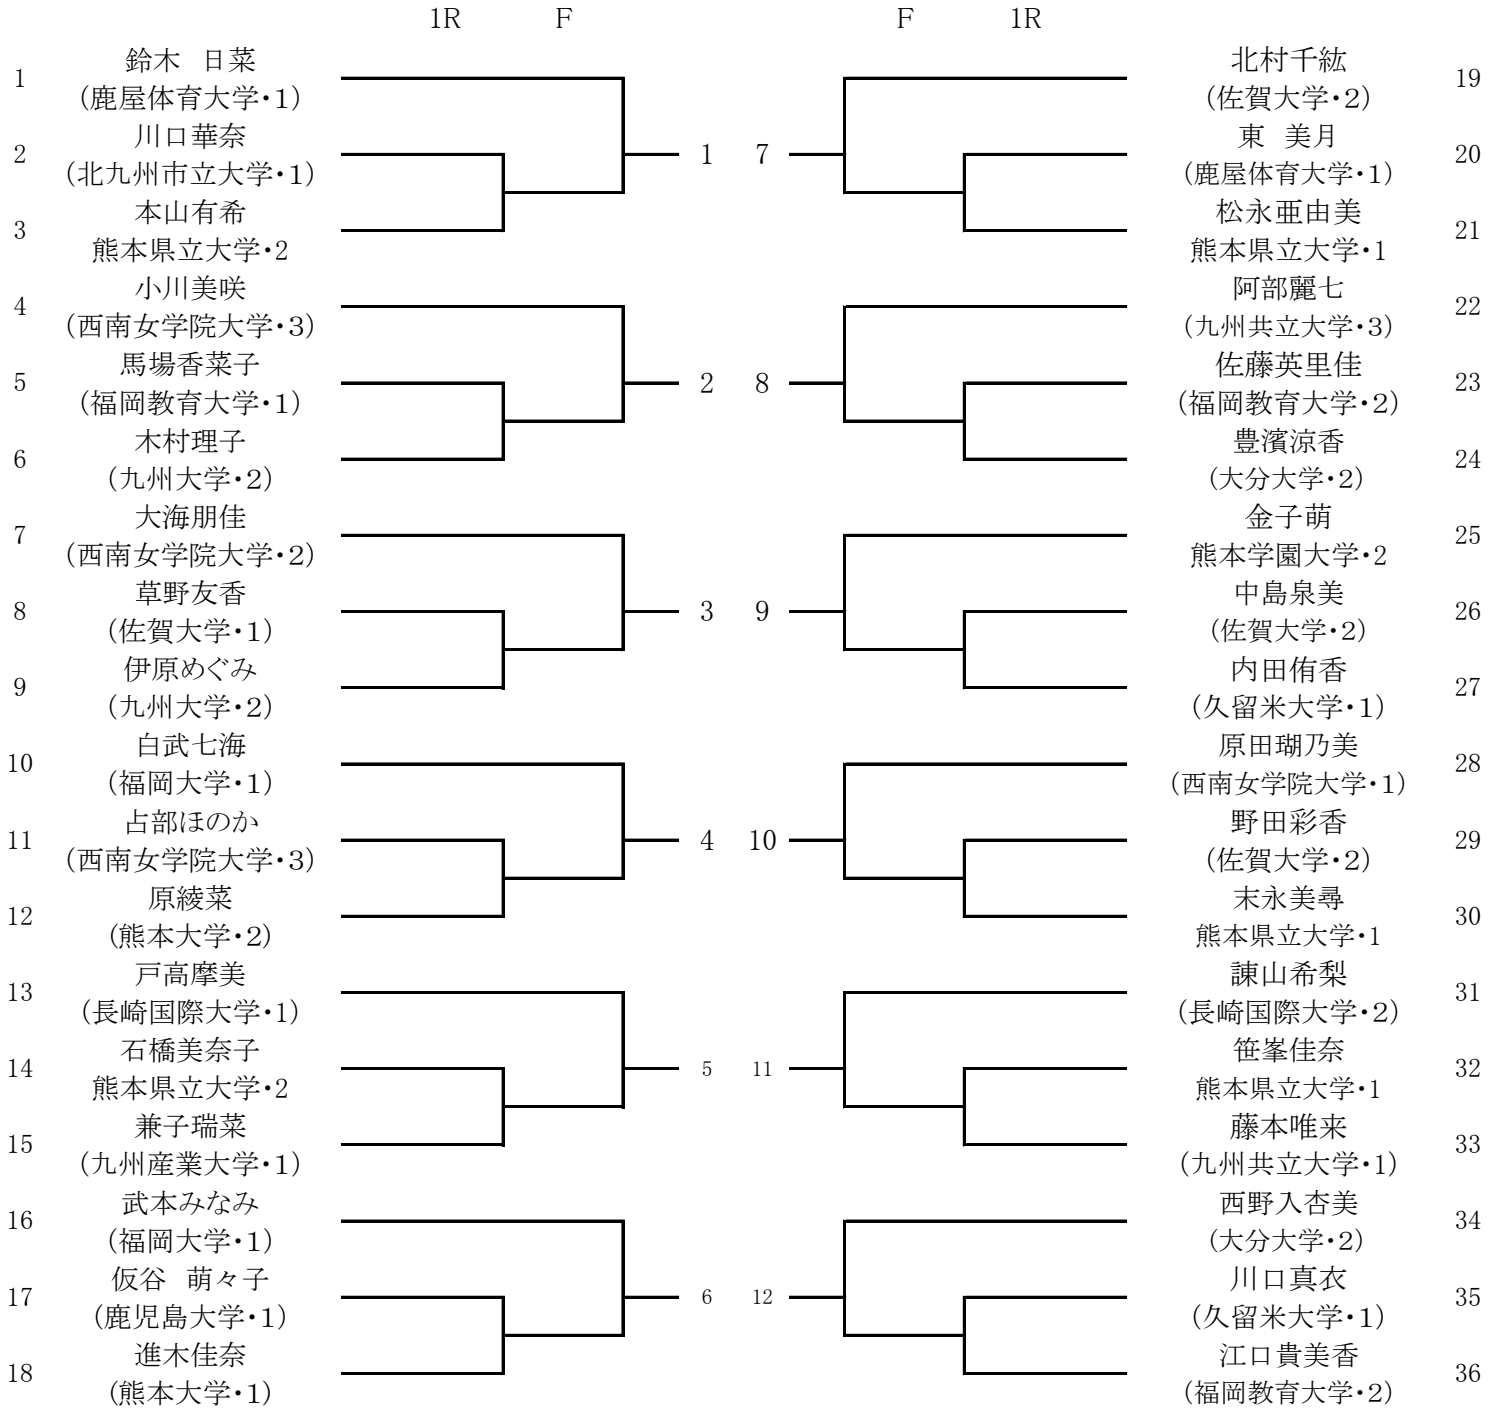 1R F F 1R
1 鈴木 日菜
(鹿屋体育大学・1)
2 川口華奈
(北九州市立大学・1)
3 本山有希
熊本県立大学・2
1
4 小川美咲
(西南女学院大学・3)
5 馬場香菜子
(福岡教育大学・1)
6 木村理子
(九州大学・2)
2
7 大海朋佳
(西南女学院大学・2)
8 草野友香
(佐賀大学・1)
9 伊原めぐみ
(九州大学・2)
3
10 白武七海
(福岡大学・1)
11 占部ほのか
(西南女学院大学・3)
12 原綾菜
(熊本大学・2)
4
13 戸高摩美
(長崎国際大学・1)
14 石橋美奈子
熊本県立大学・2
15 兼子瑞菜
(九州産業大学・1)
5
16 武本みなみ
(福岡大学・1)
17 仮谷 萌々子
(鹿児島大学・1)
18 進木佳奈
(熊本大学・1)
6
7
北村千紘 19
(佐賀大学・2)
東 美月 20
(鹿屋体育大学・1)
松永亜由美 21
熊本県立大学・1
8
阿部麗七 22
(九州共立大学・3)
佐藤英里佳 23
(福岡教育大学・2)
豊濱涼香 24
(大分大学・2)
9
金子萌 25
熊本学園大学・2
中島泉美 26
(佐賀大学・2)
内田侑香 27
(久留米大学・1)
10
原田瑚乃美 28
(西南女学院大学・1)
野田彩香 29
(佐賀大学・2)
末永美尋 30
熊本県立大学・1
11
諌山希梨 31
(長崎国際大学・2)
笹峯佳奈 32
熊本県立大学・1
藤本唯来 33
(九州共立大学・1)
12
西野入杏美 34
(大分大学・2)
川口真衣 35
(久留米大学・1)
江口貴美香 36
(福岡教育大学・2)